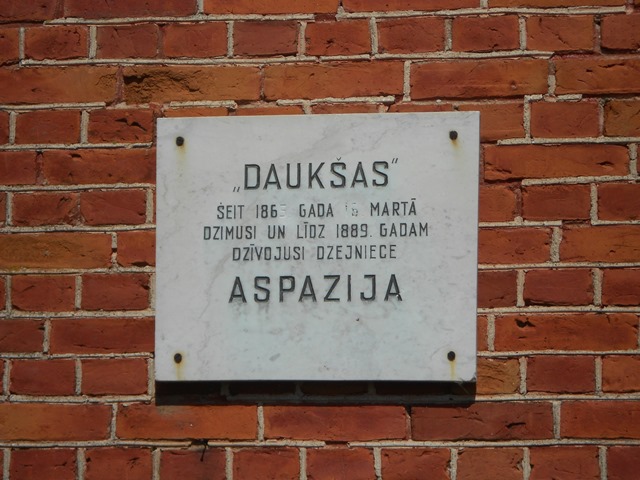 „DAUKŠAS"
ŠEIT GADA MARTĀ
DZIMUSI UN LĪDZ 1889. GADAM
DZĪVOJUSI DZEJNIECE
ASPAZIJA